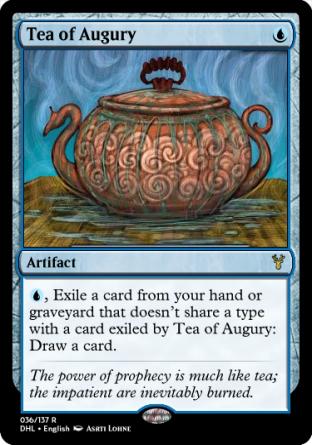 Tea of Augury
Artifact
, Exile a card from your hand or
graveyard that doesn't share a type
with a card exiled by Tea of Augury:
Draw a card.
The power of prophecy is much like tea;
the impatient are inevitably burned.
036/137 R
DHL • English Asrti Lohne